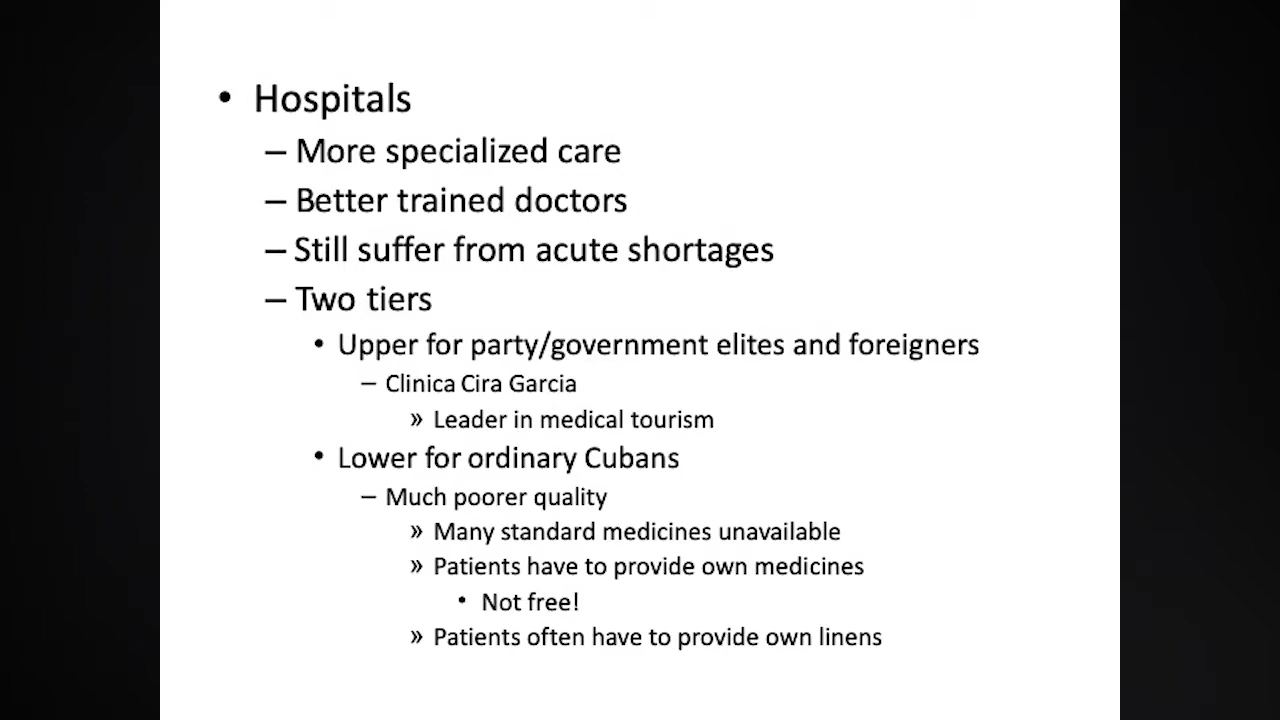 • Hospitals
– More specialized care
– Better trained doctors
– Still suffer from acute shortages
– Two tiers
• Upper for party/government elites and foreigners
– Clinica Cira Garcia
» Leader in medical tourism
• Lower for ordinary Cubans
– Much poorer quality
» Many standard medicines unavailable
» Patients have to provide own medicines
• Not free!
» Patients often have to provide own linens